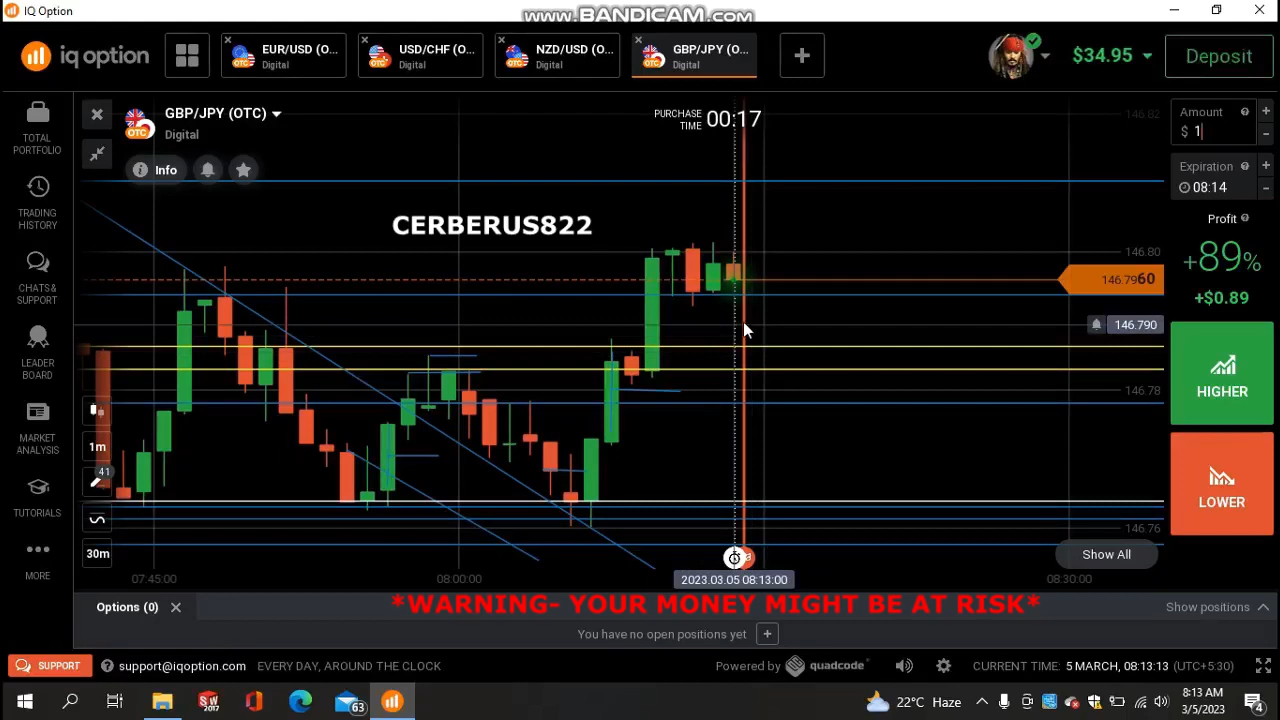 IQ Option
www.BANDICAM.com
iq option
EUR/USD (O...
Digital
USD/CHF (O...
Digital
NZD/USD (O...
Digital
GBP/JPY (O...
Digital
$34.95
Deposit
TOTAL
PORTFOLIO
TRADING
HISTORY
CHATS &
SUPPORT
LEADER
BOARD
MARKET
ANALYSIS
TUTORIALS
MORE
OTC
GBP/JPY (OTC)
Digital
Info
PURCHASE
TIME
00:17
CERBERUS822
146.82
146.80
146.7960
146.790
146.78
146.76
1m
41
30m
Show All
07:45:00
08:00:00
2023.03.05 08:13:00
08:30:00
Amount
$ 1
Expiration
08:14
Profit
+89%
+$0.89
HIGHER
LOWER
Options (0)
*WARNING- YOUR MONEY MIGHT BE AT RISK*
Show positions
You have no open positions yet
SUPPORT
support@iqoption.com
EVERY DAY, AROUND THE CLOCK
Powered by quadcode
CURRENT TIME: 5 MARCH, 08:13:13 (UTC+5:30)
SW
2017
63
22°C Haze
8:13 AM
3/5/2023
4